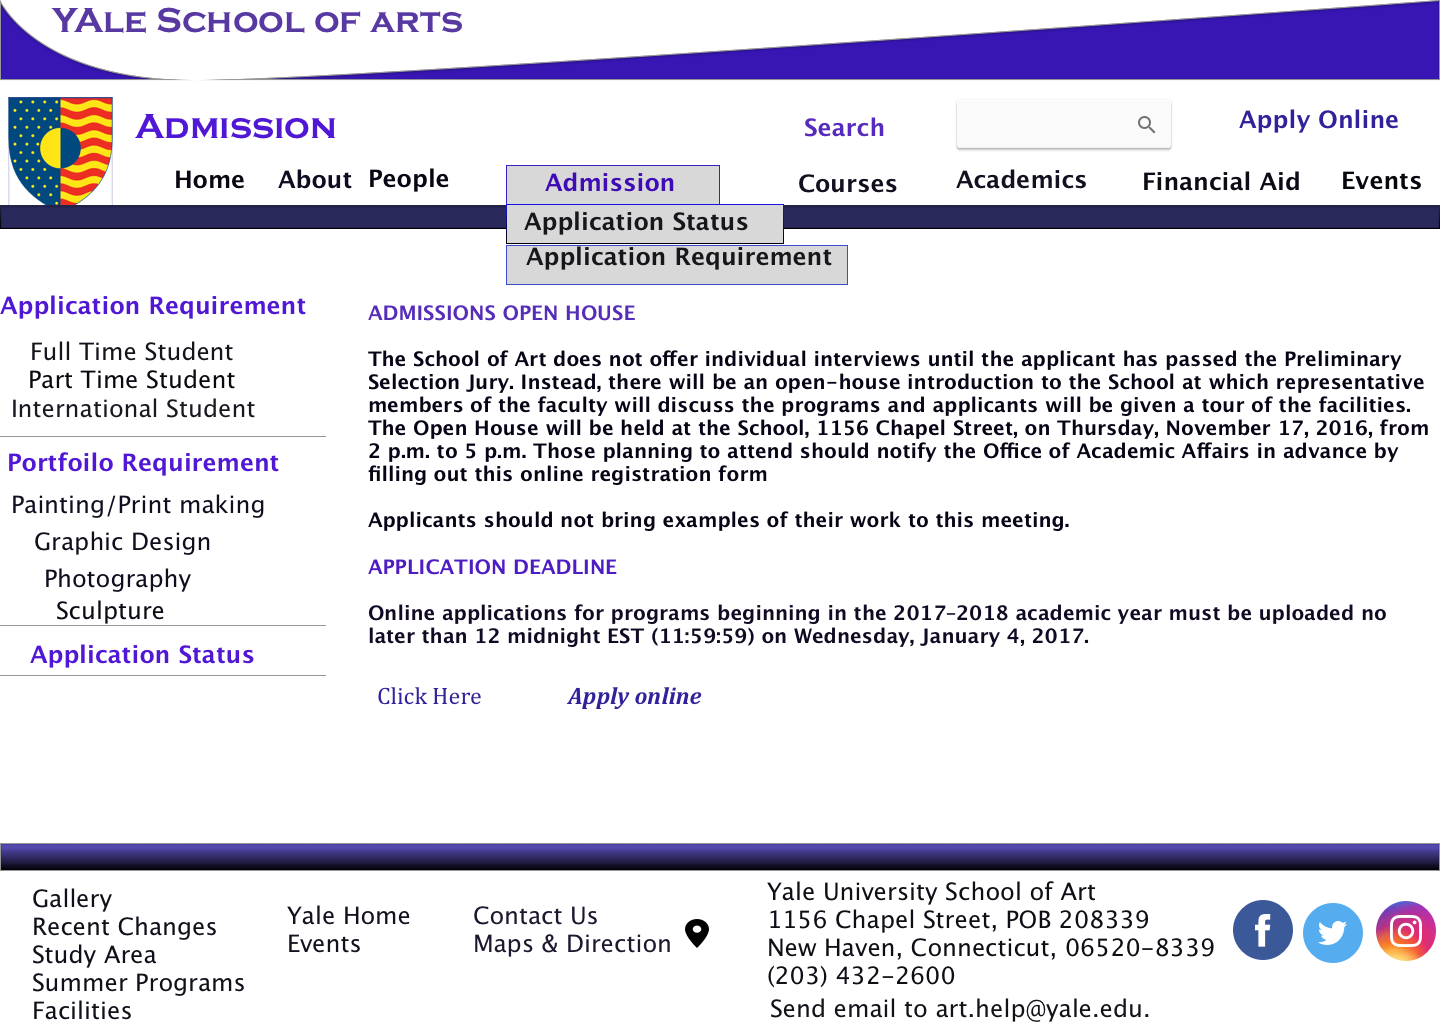 YALE SCHOOL OF ARTS
ADMISSION
Search
Apply Online
Home About People Admission Courses Academics Financial Aid Events
Application Status
Application Requirement
Application Requirement
Full Time Student
Part Time Student
International Student
Portfoilo Requirement
Painting/Print making
Graphic Design
Photography
Sculpture
Application Status
ADMISSIONS OPEN HOUSE
The School of Art does not offer individual interviews until the applicant has passed the Preliminary
Selection Jury. Instead, there will be an open-house introduction to the School at which representative
members of the faculty will discuss the programs and applicants will be given a tour of the facilities.
The Open House will be held at the School, 1156 Chapel Street, on Thursday, November 17, 2016, from
2 p.m. to 5 p.m. Those planning to attend should notify the Office of Academic Affairs in advance by
filling out this online registration form
Applicants should not bring examples of their work to this meeting.
APPLICATION DEADLINE
Online applications for programs beginning in the 2017–2018 academic year must be uploaded no
later than 12 midnight EST (11:59:59) on Wednesday, January 4, 2017.
Click Here Apply online
Gallery
Recent Changes
Study Area
Summer Programs
Facilities
Yale Home
Events
Contact Us
Maps & Direction
Yale University School of Art
1156 Chapel Street, POB 208339
New Haven, Connecticut, 06520-8339
(203) 432-2600
Send email to art.help@yale.edu.